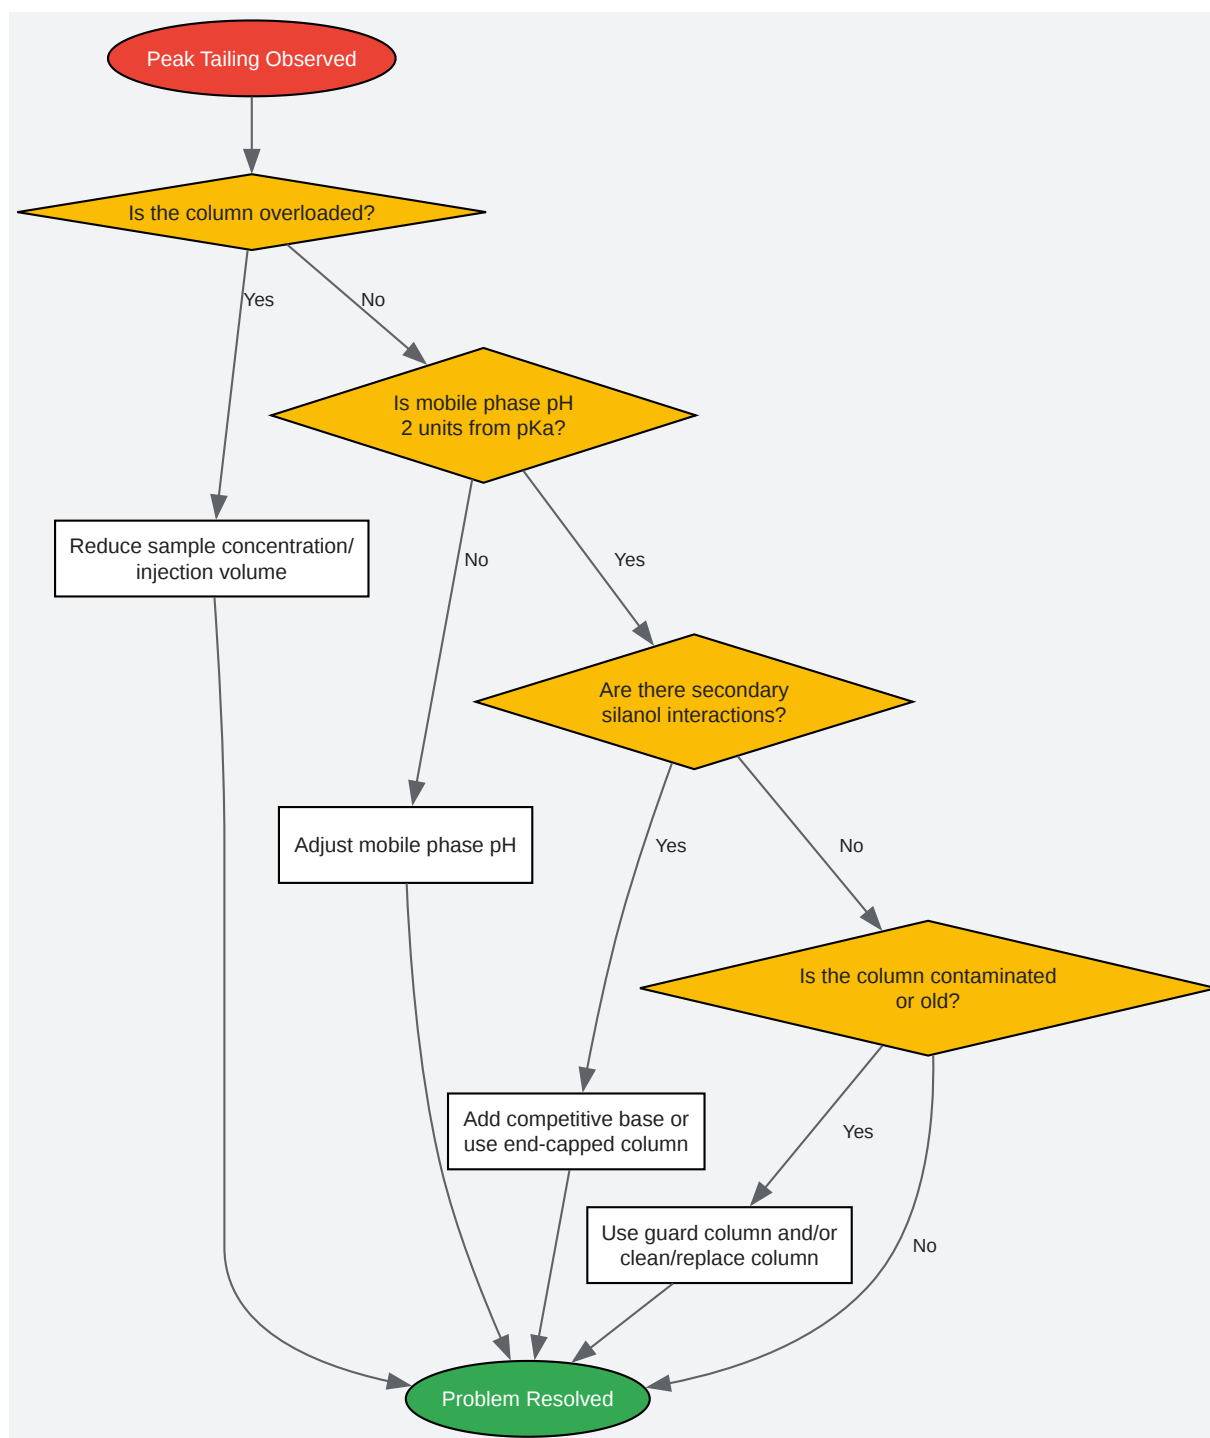 Peak Tailing Observed
Is the column overloaded?
Yes
No
Is mobile phase pH
2 units from pKa?
Reduce sample concentration/
injection volume
No
Yes
Are there secondary
silanol interactions?
Adjust mobile phase pH
Yes
No
Is the column contaminated
or old?
Add competitive base or
use end-capped column
Yes
Use guard column and/or
clean/replace column
No
Problem Resolved